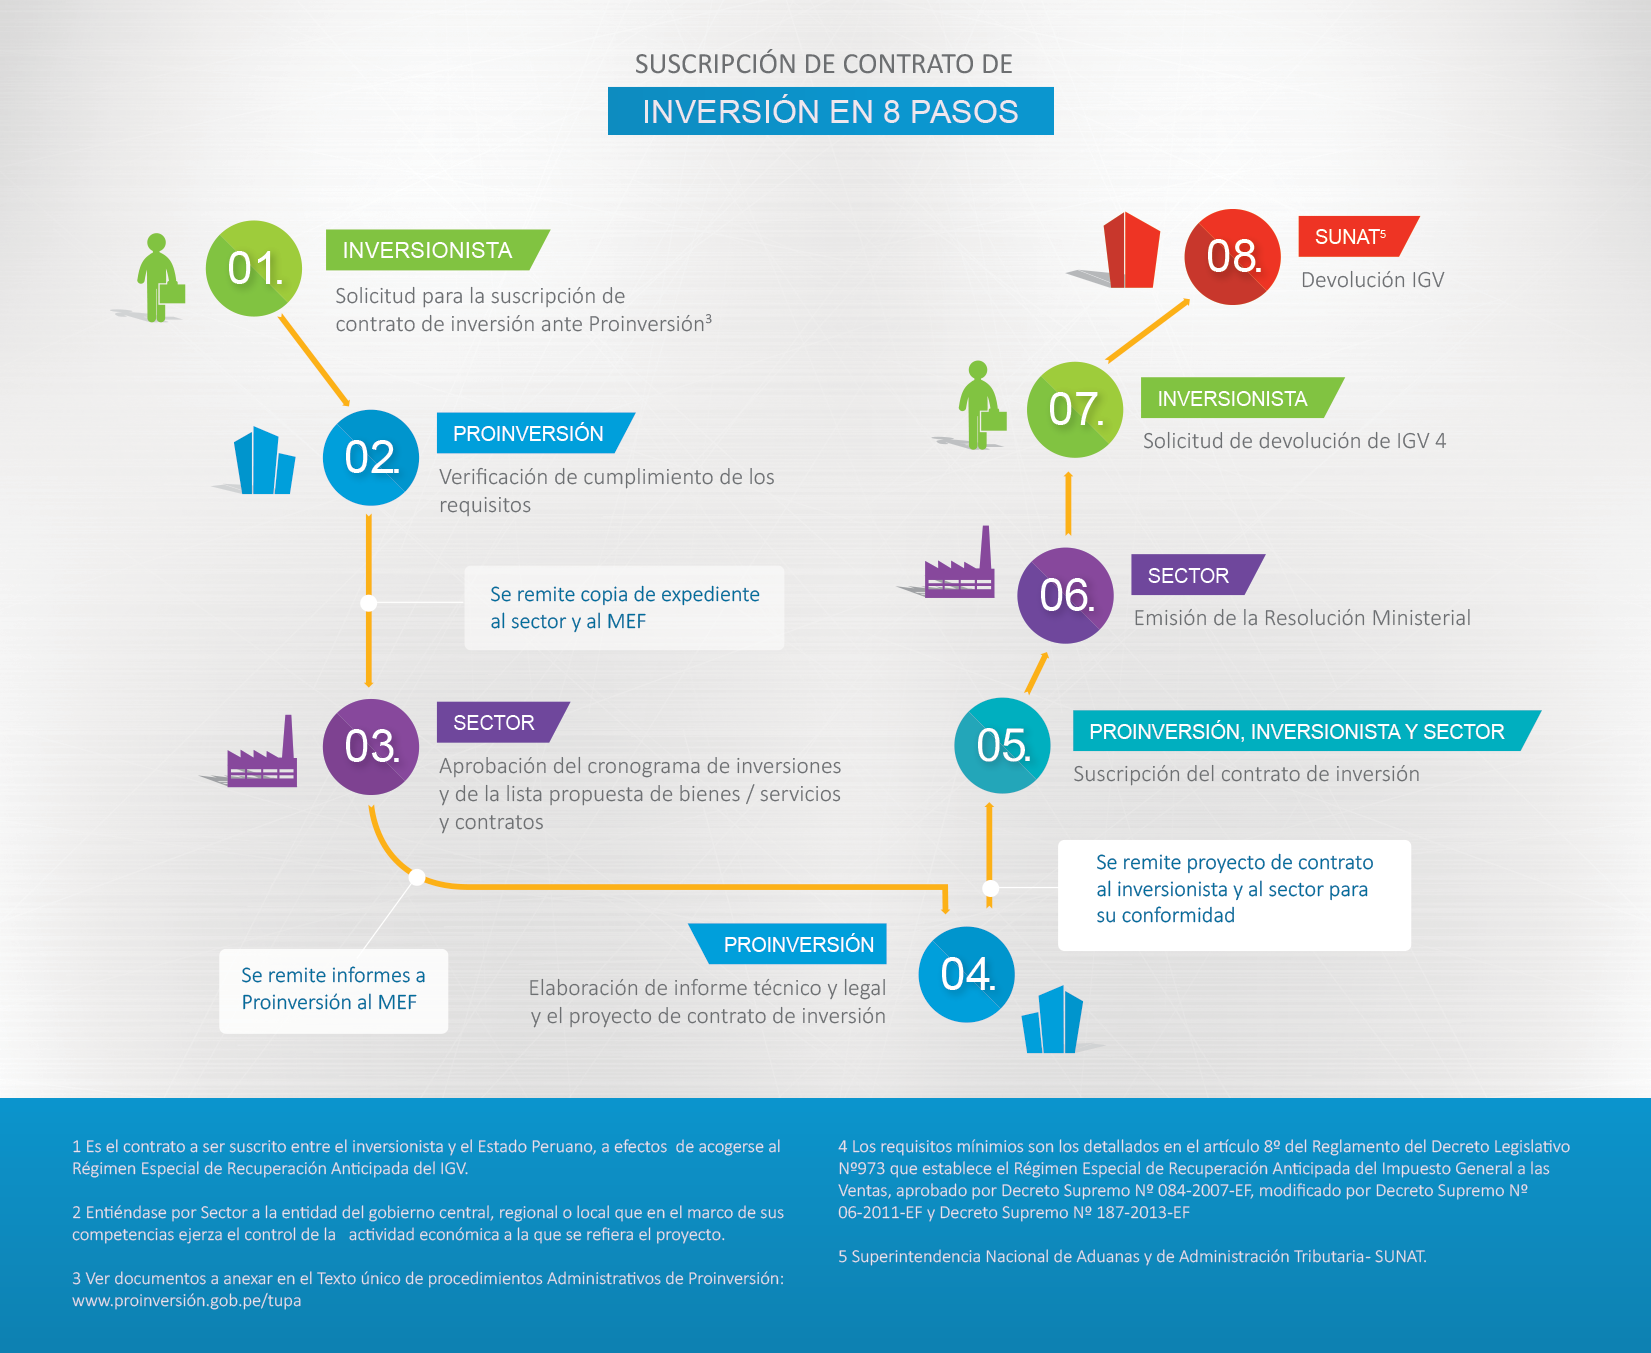 SUSCRIPCIÓN DE CONTRATO DE
INVERSIÓN EN 8 PASOS
01.
INVERSIONISTA
Solicitud para la suscripción de
contrato de inversión ante Proinversión³
02.
PROINVERSIÓN
Verificación de cumplimiento de los
requisitos
Se remite copia de expediente
al sector y al MEF
03.
SECTOR
Aprobación del cronograma de inversiones
y de la lista propuesta de bienes / servicios
y contratos
Se remite informes a
Proinversión al MEF
04.
PROINVERSIÓN
Elaboración de informe técnico y legal
y el proyecto de contrato de inversión
Se remite proyecto de contrato
al inversionista y al sector para
su conformidad
05.
PROINVERSIÓN, INVERSIONISTA Y SECTOR
Suscripción del contrato de inversión
06.
SECTOR
Emisión de la Resolución Ministerial
07.
INVERSIONISTA
Solicitud de devolución de IGV 4
08.
SUNAT⁵
Devolución IGV
1 Es el contrato a ser suscrito entre el inversionista y el Estado Peruano, a efectos de acogerse al
Régimen Especial de Recuperación Anticipada del IGV.
2 Entiéndase por Sector a la entidad del gobierno central, regional o local que en el marco de sus
competencias ejerza el control de la actividad económica a la que se refiera el proyecto.
3 Ver documentos a anexar en el Texto único de procedimientos Administrativos de Proinversión:
www.proinversión.gob.pe/tupa
4 Los requisitos mínimios son los detallados en el artículo 8º del Reglamento del Decreto Legislativo
Nº973 que establece el Régimen Especial de Recuperación Anticipada del Impuesto General a las
Ventas, aprobado por Decreto Supremo Nº 084-2007-EF, modificado por Decreto Supremo Nº
06-2011-EF y Decreto Supremo Nº 187-2013-EF
5 Superintendencia Nacional de Aduanas y de Administración Tributaria- SUNAT.